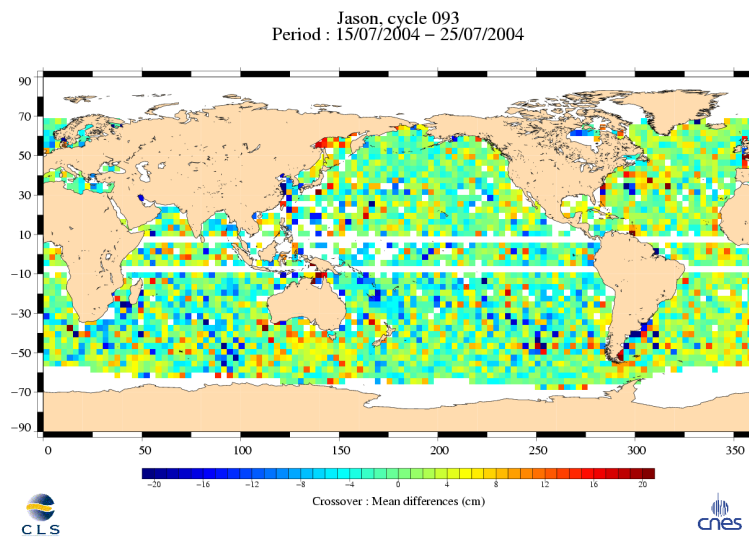 Jason, cycle 093
Period : 15/07/2004 − 25/07/2004
90
70
50
30
10
−10
−30
−50
−70
−90
0 50 100 150 200 250 300 350
−20 −16 −12 −8 −4 0 4 8 12 16 20
Crossover : Mean differences (cm)
CLS
cnes